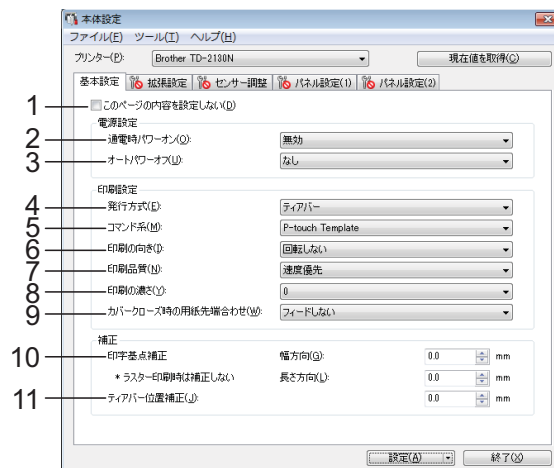 本体設定
ファイル(F) ツール(T) ヘルプ(H)
プリンター(P): Brother TD-2130N 現在値を取得(C)
基本設定 拡張設定 センサー調整 パネル設定(1) パネル設定(2)
1 このページの内容を設定しない(D)
電源設定
2 通電時パワーオン(O): 無効
3 オートパワーオフ(U): なし
印刷設定
4 発行方式(E): ティアバー
5 コマンド系(M): P-touch Template
6 印刷の向き(I): 回転しない
7 印刷品質(N): 速度優先
8 印刷の濃さ(Y): 0
9 カバークローズ時の用紙先端合わせ(W): フィードしない
補正
10 印字基点補正 幅方向(G): 0.0 mm
*ラスター印刷時は補正しない 長さ方向(L): 0.0 mm
11 ティアバー位置補正(J): 0.0 mm
設定(A) 終了(X)